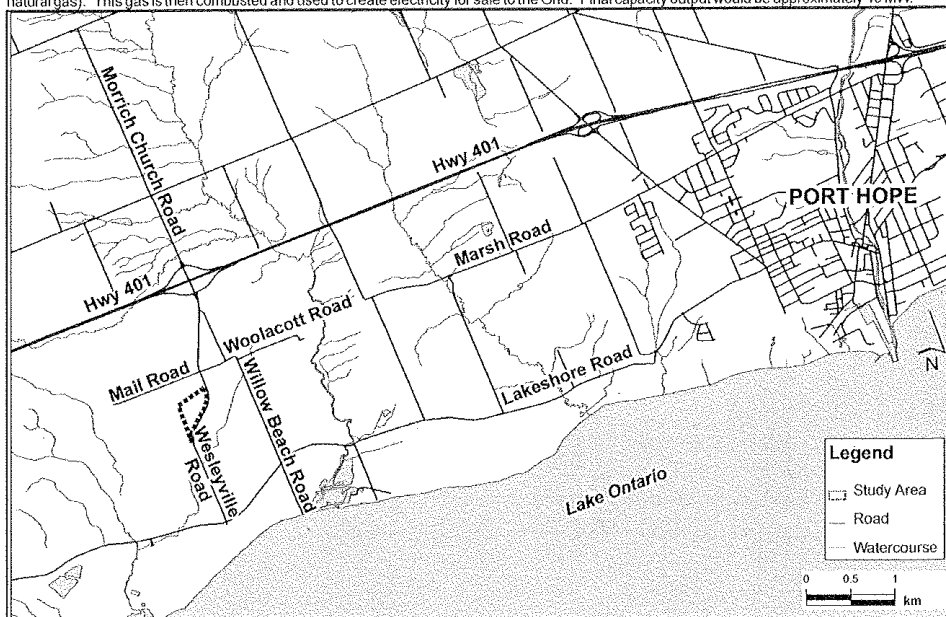 natural gas). This gas is then combusted and used to create electricity for sale to the Grid. Final capacity output would be approximately MW.
Morrich Church Road
Hwy 401
PORT HOPE
Marsh Road
Hwy 401
Woolacott Road
Mail Road
Willow Beach Road
Wesleyville
Road
Lakeshore Road
N
Lake Ontario
Legend
Study Area
Road
Watercourse
0 0.5 1
km